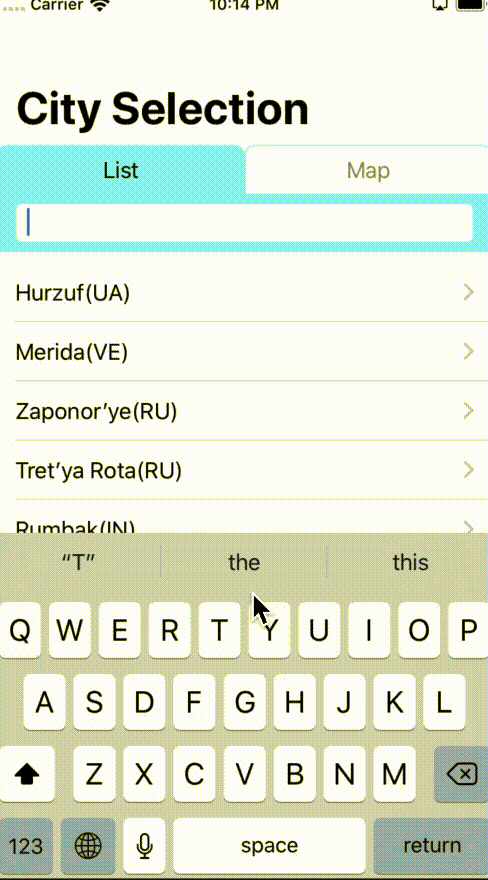 Carrier 10:14 PM
City Selection
List Map
Hurzuf(UA)
Merida(VE)
Zaponor’ye(RU)
Tret’ya Rota(RU)
Rumbak(IN)
“T” the this
Q W E R T Y U I O P
A S D F G H J K L
Z X C V B N M
123 space return